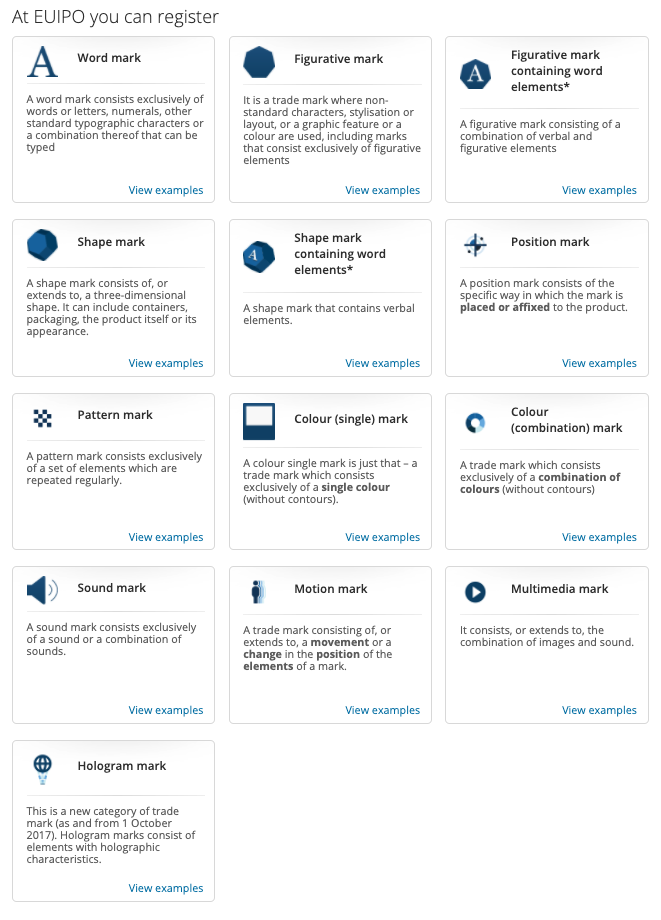 At EUIPO you can register
A
Word mark
A word mark consists exclusively of
words or letters, numerals, other
standard typographic characters or
a combination thereof that can be
typed
View examples
Figurative mark
It is a trade mark where non-
standard characters, stylisation or
layout, or a graphic feature or a
colour are used, including marks
that consist exclusively of figurative
elements
View examples
A
Figurative mark
containing word
elements*
A figurative mark consisting of a
combination of verbal and
figurative elements
View examples
Shape mark
A shape mark consists of, or
extends to, a three-dimensional
shape. It can include containers,
packaging, the product itself or its
appearance.
View examples
A
Shape mark
containing word
elements*
A shape mark that contains verbal
elements.
View examples
Position mark
A position mark consists of the
specific way in which the mark is
placed or affixed to the product.
View examples
Pattern mark
A pattern mark consists exclusively
of a set of elements which are
repeated regularly.
View examples
Colour (single) mark
A colour single mark is just that – a
trade mark which consists
exclusively of a single colour
(without contours).
View examples
Colour
(combination) mark
A trade mark which consists
exclusively of a combination of
colours (without contours)
View examples
Sound mark
A sound mark consists exclusively
of a sound or a combination of
sounds.
View examples
Motion mark
A trade mark consisting of, or
extends to, a movement or a
change in the position of the
elements of a mark.
View examples
Multimedia mark
It consists, or extends to, the
combination of images and sound.
View examples
Hologram mark
This is a new category of trade
mark (as and from 1 October
2017). Hologram marks consist of
elements with holographic
characteristics.
View examples